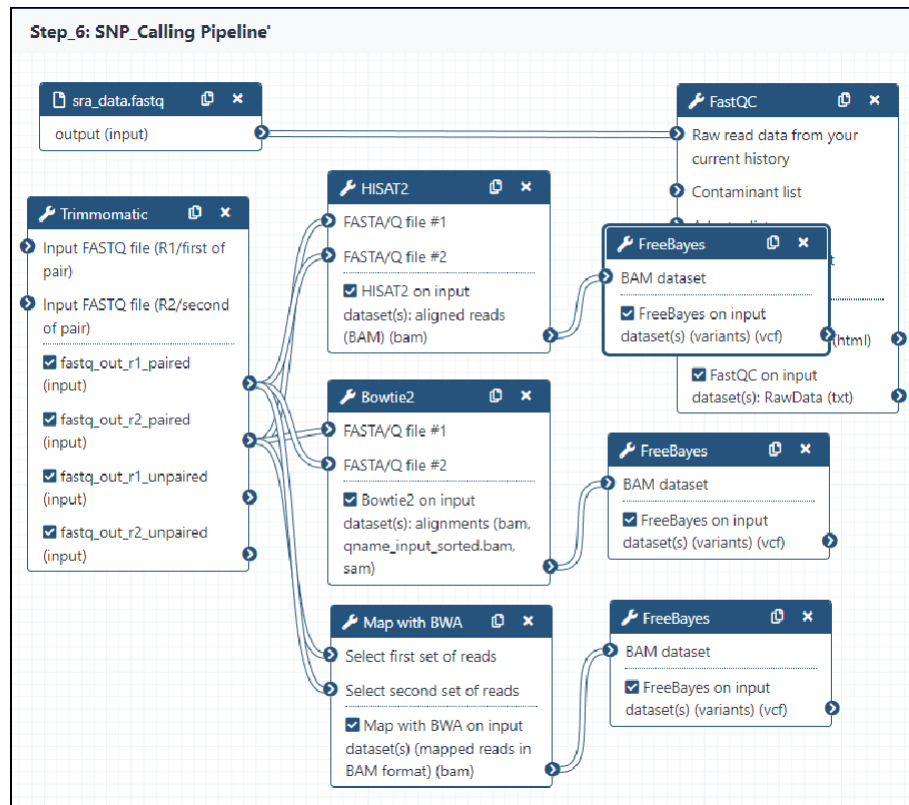 Step_6: SNP_Calling Pipeline'
sra_data.fastq
output (input)
FastQC
Raw read data from your
current history
Contaminant list
(html)
FastQC on input
dataset(s): RawData (txt)
Trimmomatic
Input FASTQ file (R1/first of
pair)
Input FASTQ file (R2/second
of pair)
fastq_out_r1_paired
(input)
fastq_out_r2_paired
(input)
fastq_out_r1_unpaired
(input)
fastq_out_r2_unpaired
(input)
HISAT2
FASTA/Q file #1
FASTA/Q file #2
HISAT2 on input
dataset(s): aligned reads
(BAM) (bam)
FreeBayes
BAM dataset
FreeBayes on input
dataset(s) (variants) (vcf)
Bowtie2
FASTA/Q file #1
FASTA/Q file #2
Bowtie2 on input
dataset(s): alignments (bam,
qname_input_sorted.bam,
sam)
FreeBayes
BAM dataset
FreeBayes on input
dataset(s) (variants) (vcf)
Map with BWA
Select first set of reads
Select second set of reads
Map with BWA on input
dataset(s) (mapped reads in
BAM format) (bam)
FreeBayes
BAM dataset
FreeBayes on input
dataset(s) (variants) (vcf)